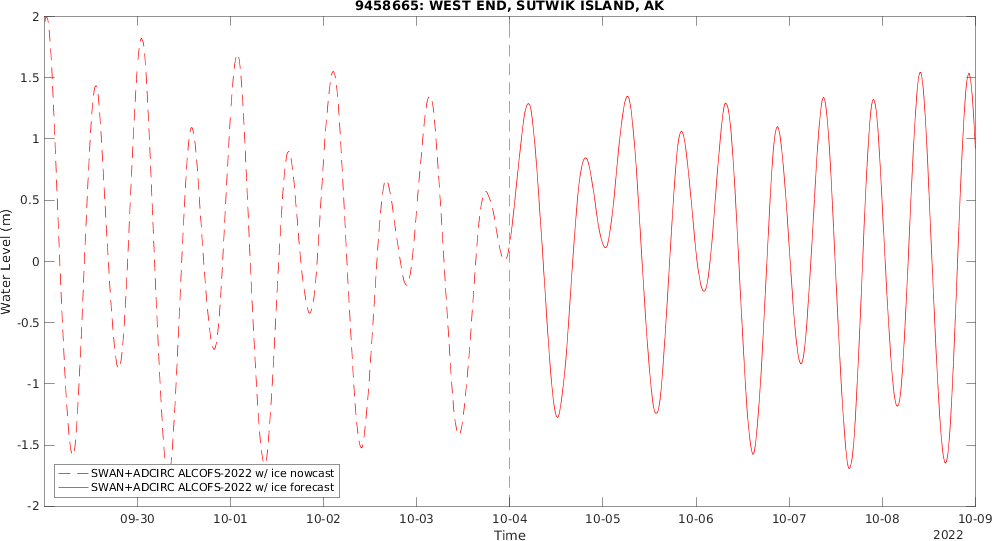 9458665: WEST END, SUTWIK ISLAND, AK
Water Level (m)
2
1.5
1
0.5
0
-0.5
-1
-1.5
-2
SWAN+ADCIRC ALCOFS-2022 w/ ice nowcast
SWAN+ADCIRC ALCOFS-2022 w/ ice forecast
09-30 10-01 10-02 10-03 10-04 10-05 10-06 10-07 10-08 10-09
Time
2022